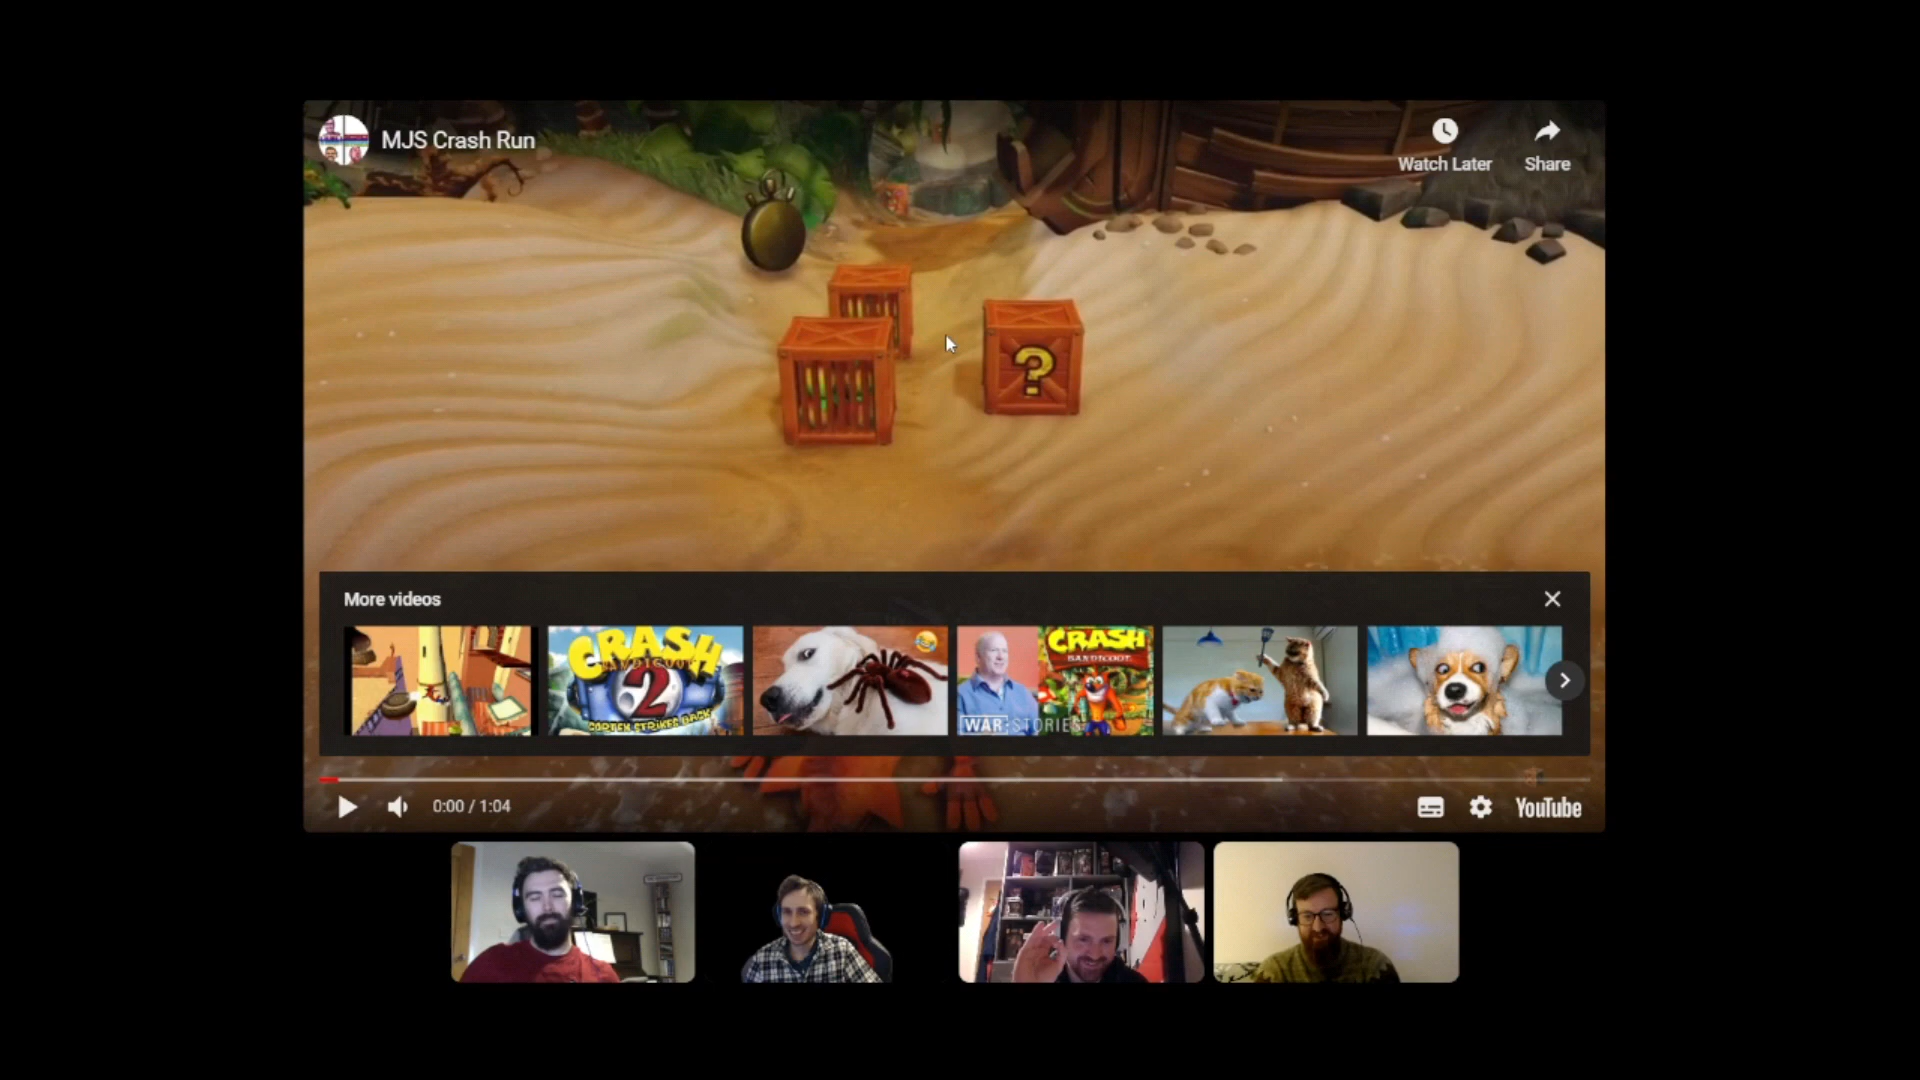 MJS Crash Run
Watch Later
Share
?
More videos
CRASH
BANDICOOT
2
CORTEX STRIKES BACK
CRASH
BANDICOOT
WAR STORIES
0:00 / 1:04
YouTube